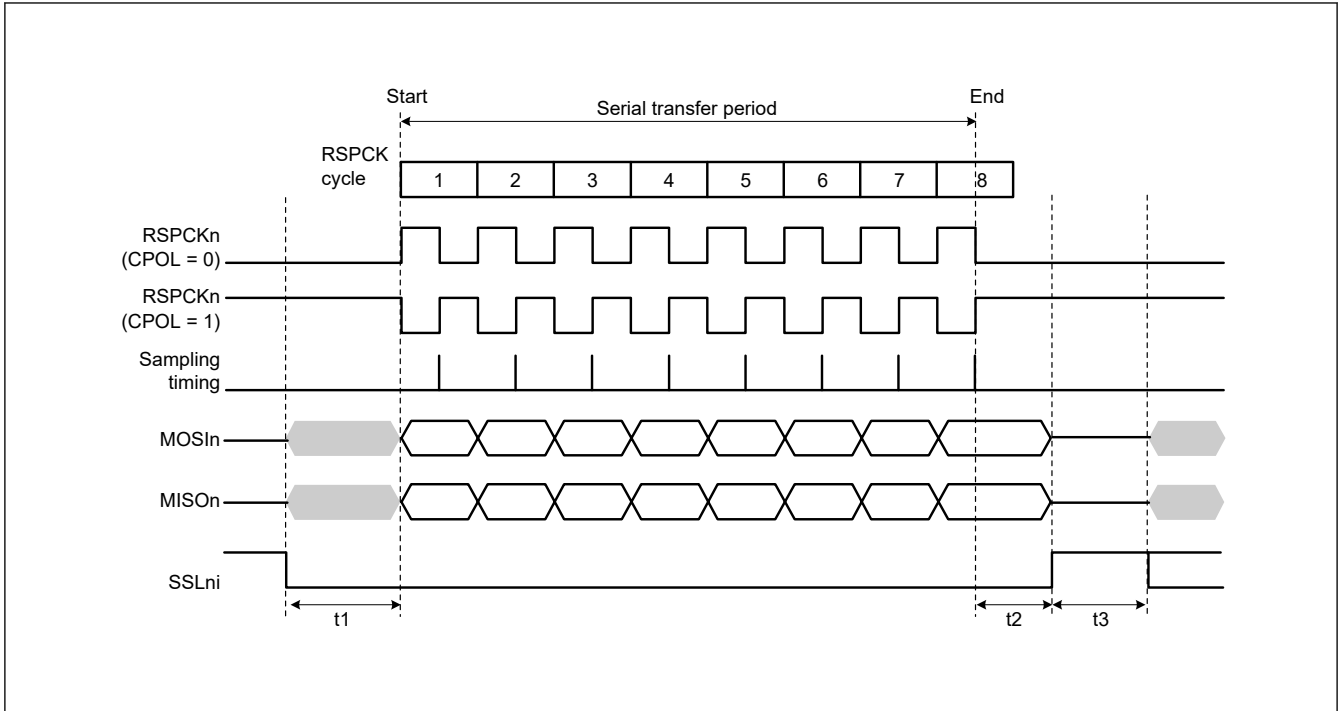 Start
End
Serial transfer period
RSPCK
cycle
1 2 3 4 5 6 7 8
RSPCKn
(CPOL = 0)
RSPCKn
(CPOL = 1)
Sampling
timing
MOSIn
MISOn
SSLni
t1
t2
t3